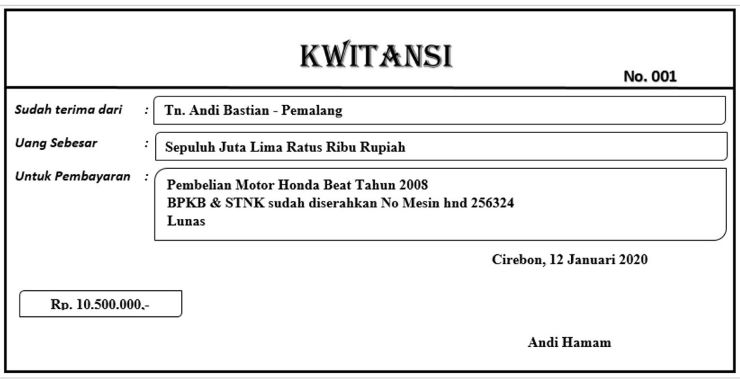 KWITANSI
No. 001
Sudah terima dari : Tn. Andi Bastian - Pemalang
Uang Sebesar : Sepuluh Juta Lima Ratus Ribu Rupiah
Untuk Pembayaran : Pembelian Motor Honda Beat Tahun 2008
BPKB & STNK sudah diserahkan No Mesin hnd 256324
Lunas
Cirebon, 12 Januari 2020
Rp. 10.500.000,-
Andi Hamam